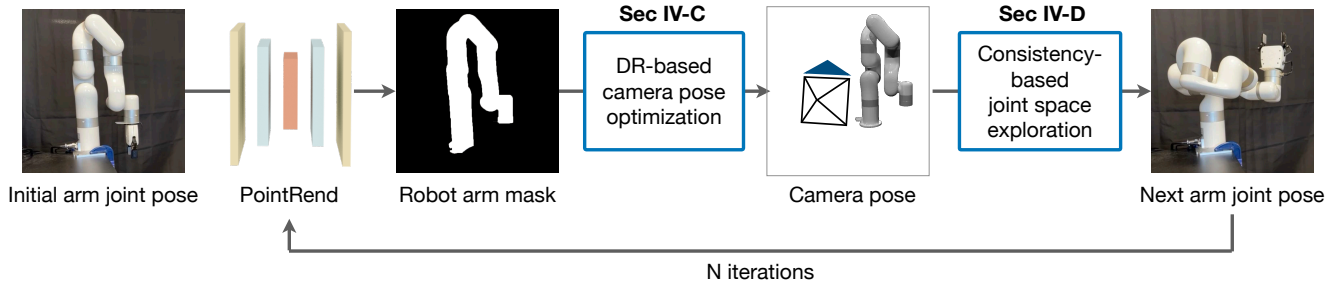 Sec IV-C
Sec IV-D
DR-based
camera pose
optimization
Consistency-
based
joint space
exploration
Initial arm joint pose
PointRend
Robot arm mask
Camera pose
Next arm joint pose
N iterations